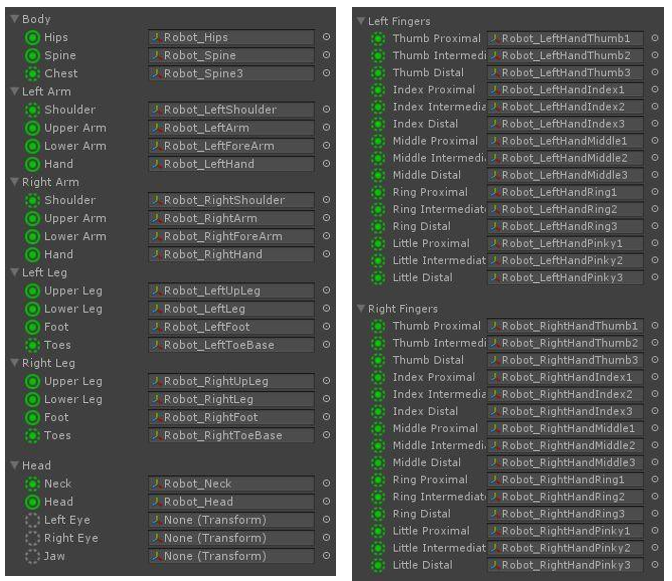 Body
Hips Robot_Hips
Spine Robot_Spine
Chest Robot_Spine3
Left Arm
Shoulder Robot_LeftShoulder
Upper Arm Robot_LeftArm
Lower Arm Robot_LeftForeArm
Hand Robot_LeftHand
Right Arm
Shoulder Robot_RightShoulder
Upper Arm Robot_RightArm
Lower Arm Robot_RightForeArm
Hand Robot_RightHand
Left Leg
Upper Leg Robot_LeftUpLeg
Lower Leg Robot_LeftLeg
Foot Robot_LeftFoot
Toes Robot_LeftToeBase
Right Leg
Upper Leg Robot_RightUpLeg
Lower Leg Robot_RightLeg
Foot Robot_RightFoot
Toes Robot_RightToeBase
Head
Neck Robot_Neck
Head Robot_Head
Left Eye None (Transform)
Right Eye None (Transform)
Jaw None (Transform)
Left Fingers
Thumb Proximal Robot_LeftHandThumb1
Thumb Intermedi Robot_LeftHandThumb2
Thumb Distal Robot_LeftHandThumb3
Index Proximal Robot_LeftHandIndex1
Index Intermediat Robot_LeftHandIndex2
Index Distal Robot_LeftHandIndex3
Middle Proximal Robot_LeftHandMiddle1
Middle Intermedi Robot_LeftHandMiddle2
Middle Distal Robot_LeftHandMiddle3
Ring Proximal Robot_LeftHandRing1
Ring Intermediat Robot_LeftHandRing2
Ring Distal Robot_LeftHandRing3
Little Proximal Robot_LeftHandPinky1
Little Intermediat Robot_LeftHandPinky2
Little Distal Robot_LeftHandPinky3
Right Fingers
Thumb Proximal Robot_RightHandThumb1
Thumb Intermedi Robot_RightHandThumb2
Thumb Distal Robot_RightHandThumb3
Index Proximal Robot_RightHandIndex1
Index Intermediat Robot_RightHandIndex2
Index Distal Robot_RightHandIndex3
Middle Proximal Robot_RightHandMiddle1
Middle Intermedi Robot_RightHandMiddle2
Middle Distal Robot_RightHandMiddle3
Ring Proximal Robot_RightHandRing1
Ring Intermediat Robot_RightHandRing2
Ring Distal Robot_RightHandRing3
Little Proximal Robot_RightHandPinky1
Little Intermediat Robot_RightHandPinky2
Little Distal Robot_RightHandPinky3